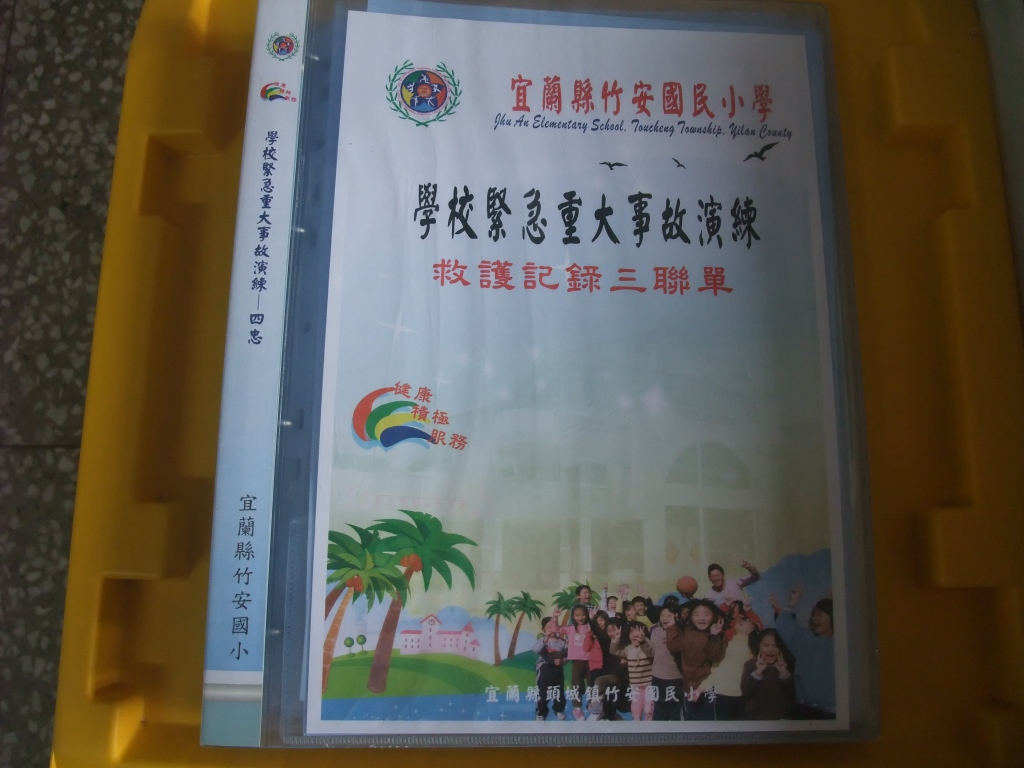 學校緊急重大事故演練—四忠
宜蘭縣竹安國小
宜蘭縣竹安國民小學
Jhu An Elementary School, Toucheng Township, Yilan County
學校緊急重大事故演練
救護記錄三聯單
健康
積極
服務
宜蘭縣頭城鎮竹安國民小學